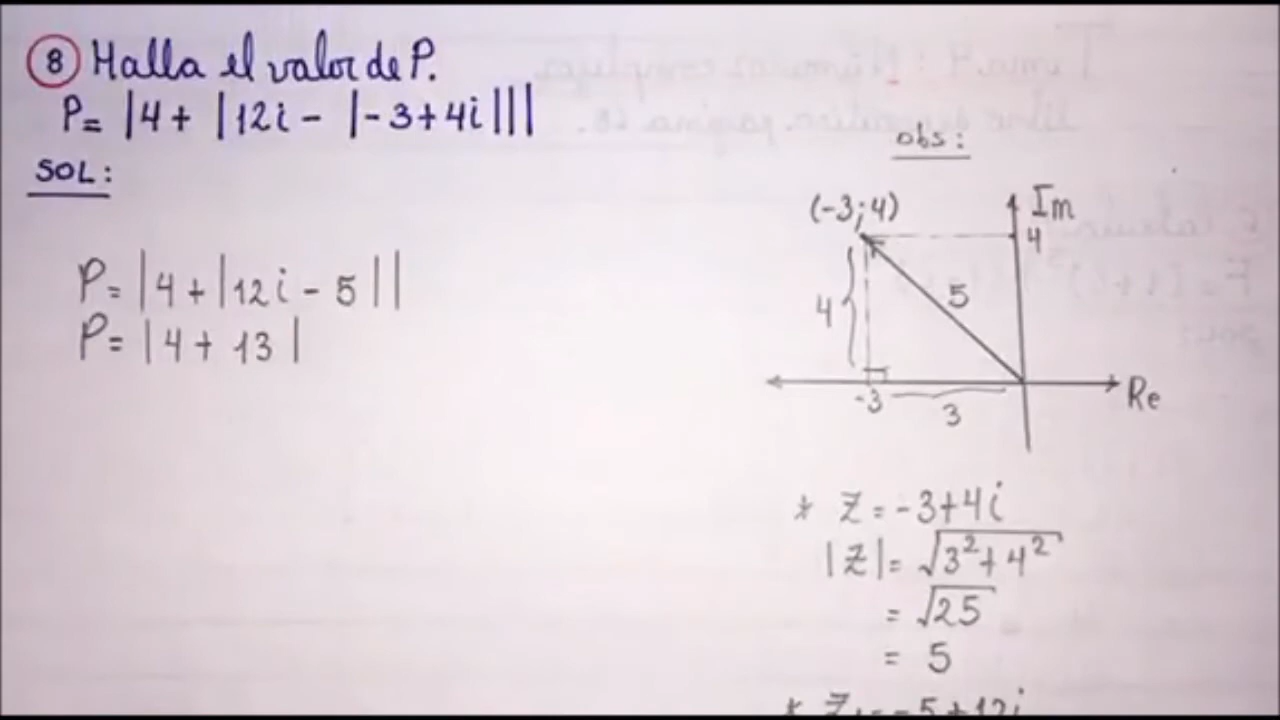 8 Halla el valor de P.
P= |4+ |12i - |-3+4i|||
SOL:
P= |4+|12i - 5||
P= |4+ 13|
obs:
(-3;4)
Im
4
4
5
-3
3
Re
* Z = -3+4i
|Z| = √3²+4²
= √25
= 5